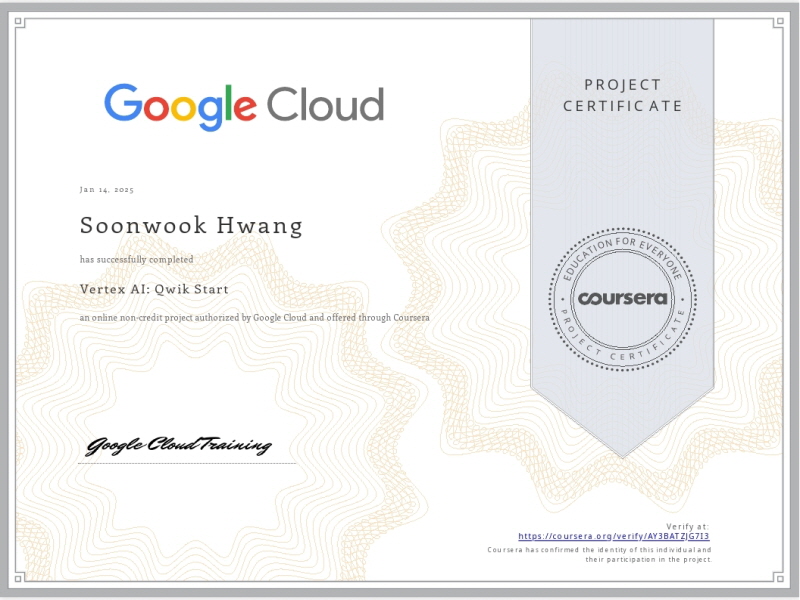 Google Cloud
PROJECT
CERTIFICATE
Jan 14, 2025
Soonwook Hwang
has successfully completed
Vertex AI: Qwik Start
an online non-credit project authorized by Google Cloud and offered through Coursera
EDUCATION FOR EVERYONE
coursera
PROJECT CERTIFICATE
Google Cloud Training
Verify at:
https://coursera.org/verify/AY3BATZJG7I3
Coursera has confirmed the identity of this individual and
their participation in the project.